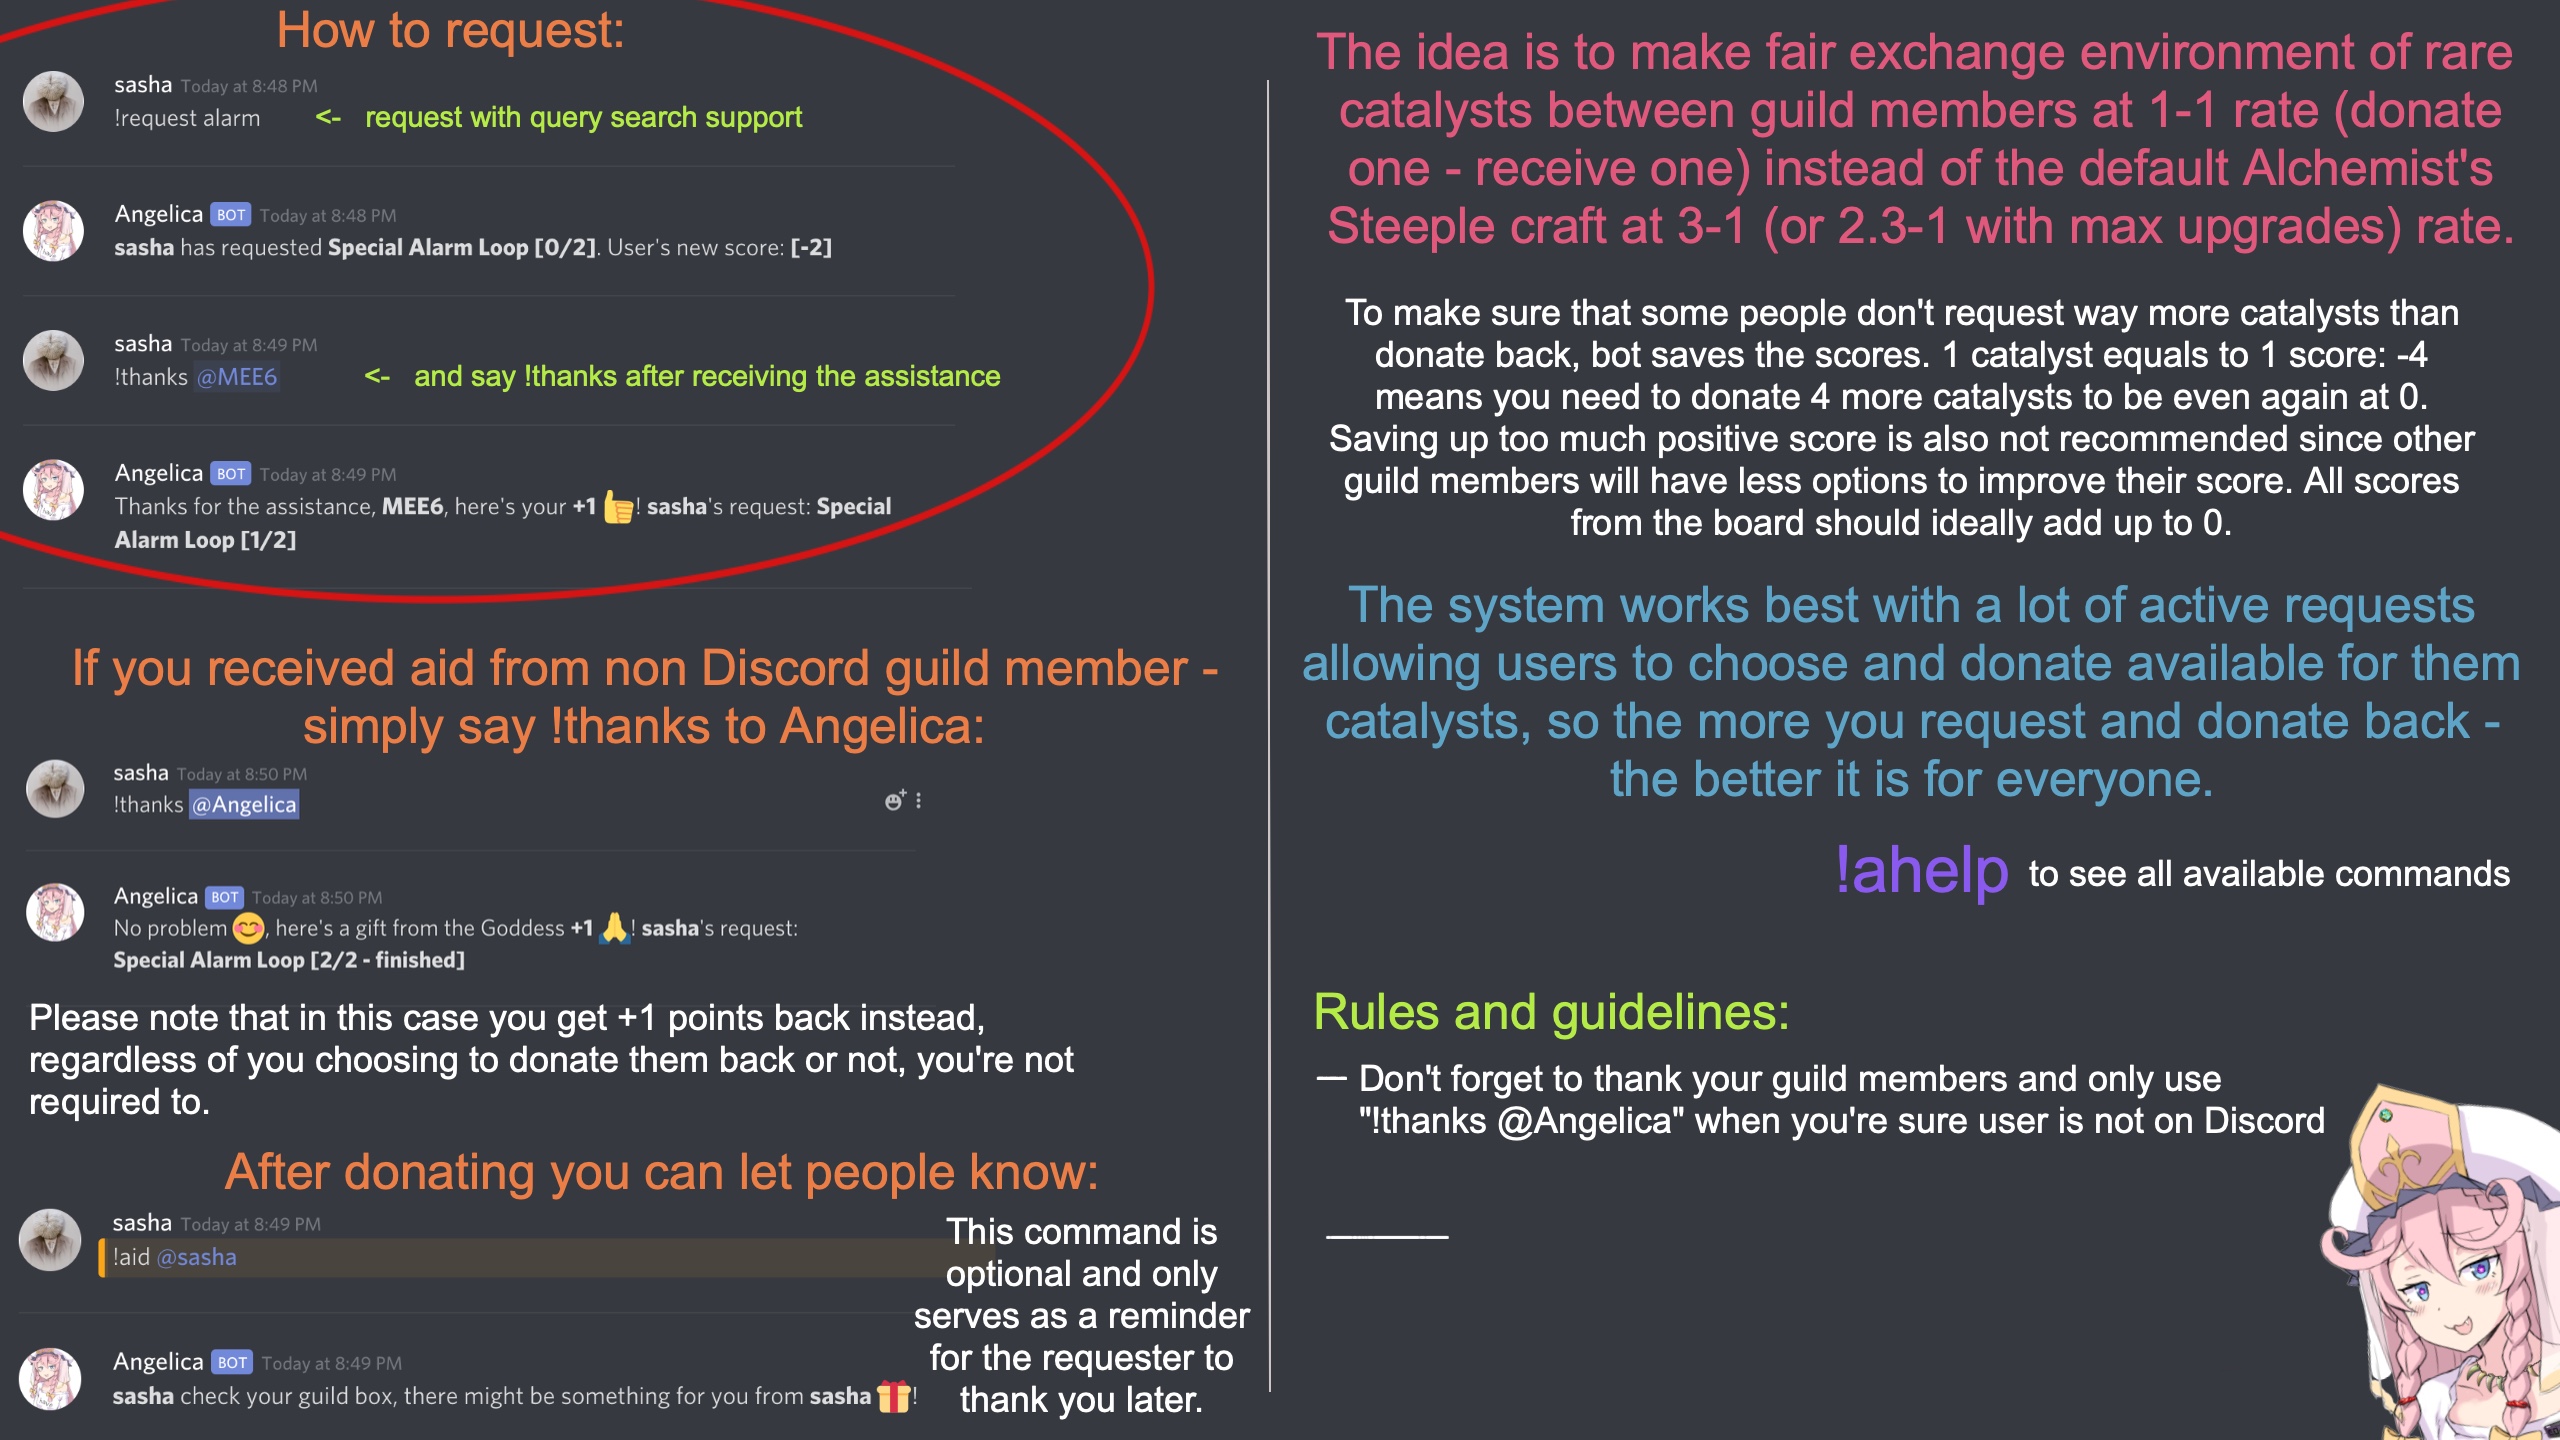 How to request:
sasha Today at 8:48 PM
!request alarm <- request with query search support
Angelica BOT Today at 8:48 PM
sasha has requested Special Alarm Loop [0/2]. User's new score: [-2]
sasha Today at 8:49 PM
!thanks @MEE6 <- and say !thanks after receiving the assistance
Angelica BOT Today at 8:49 PM
Thanks for the assistance, MEE6, here's your +1 👍! sasha's request: Special
Alarm Loop [1/2]
If you received aid from non Discord guild member -
simply say !thanks to Angelica:
sasha Today at 8:50 PM
!thanks @Angelica
Angelica BOT Today at 8:50 PM
No problem 😊, here's a gift from the Goddess +1 🙏! sasha's request:
Special Alarm Loop [2/2 - finished]
Please note that in this case you get +1 points back instead,
regardless of you choosing to donate them back or not, you're not
required to.
After donating you can let people know:
sasha Today at 8:49 PM
!aid @sasha
Angelica BOT Today at 8:49 PM
sasha check your guild box, there might be something for you from sasha 🎁!
This command is
optional and only
serves as a reminder
for the requester to
thank you later.
The idea is to make fair exchange environment of rare
catalysts between guild members at 1-1 rate (donate
one - receive one) instead of the default Alchemist's
Steeple craft at 3-1 (or 2.3-1 with max upgrades) rate.
To make sure that some people don't request way more catalysts than
donate back, bot saves the scores. 1 catalyst equals to 1 score: -4
means you need to donate 4 more catalysts to be even again at 0.
Saving up too much positive score is also not recommended since other
guild members will have less options to improve their score. All scores
from the board should ideally add up to 0.
The system works best with a lot of active requests
allowing users to choose and donate available for them
catalysts, so the more you request and donate back -
the better it is for everyone.
!ahelp to see all available commands
Rules and guidelines:
— Don't forget to thank your guild members and only use
"!thanks @Angelica" when you're sure user is not on Discord